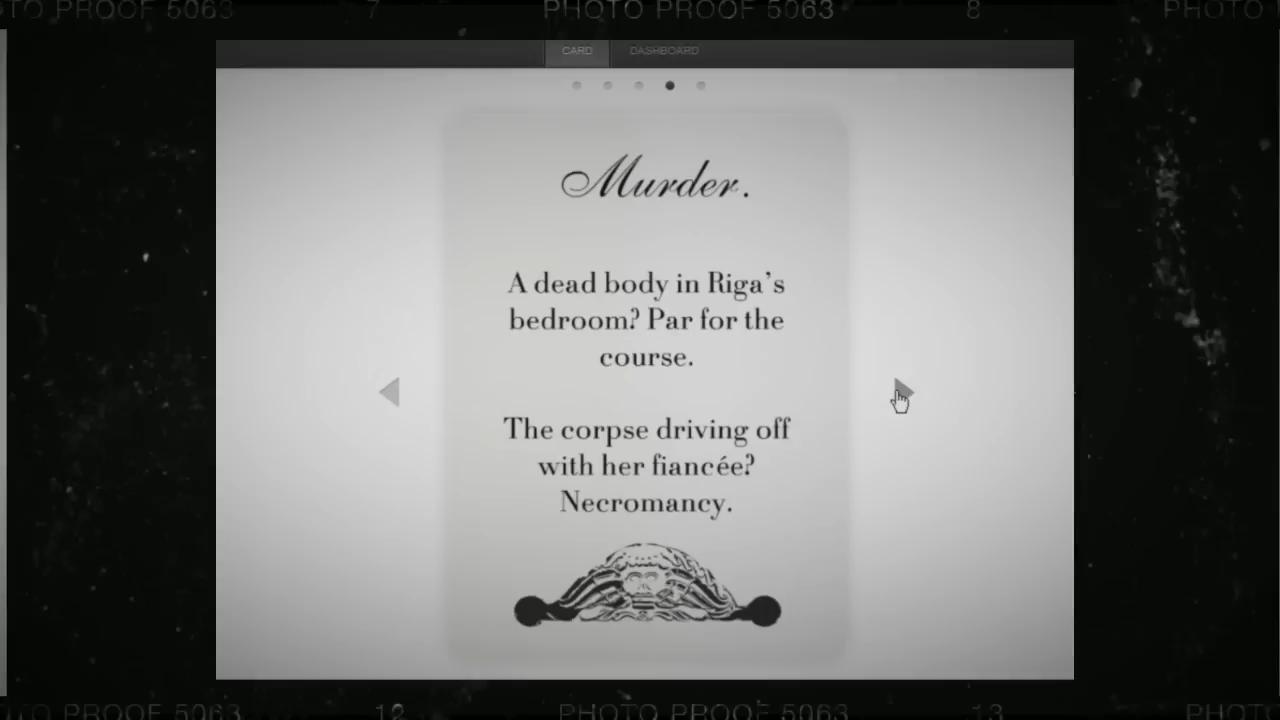 TO PROOF 5063 7 PHOTO PROOF 5063 8 PHOTO
CARD DASHBOARD
Murder.
A dead body in Riga’s
bedroom? Par for the
course.
The corpse driving off
with her fiancée?
Necromancy.
PROOF 5063 12 PHOTO PROOF 5063 13 PHOTO